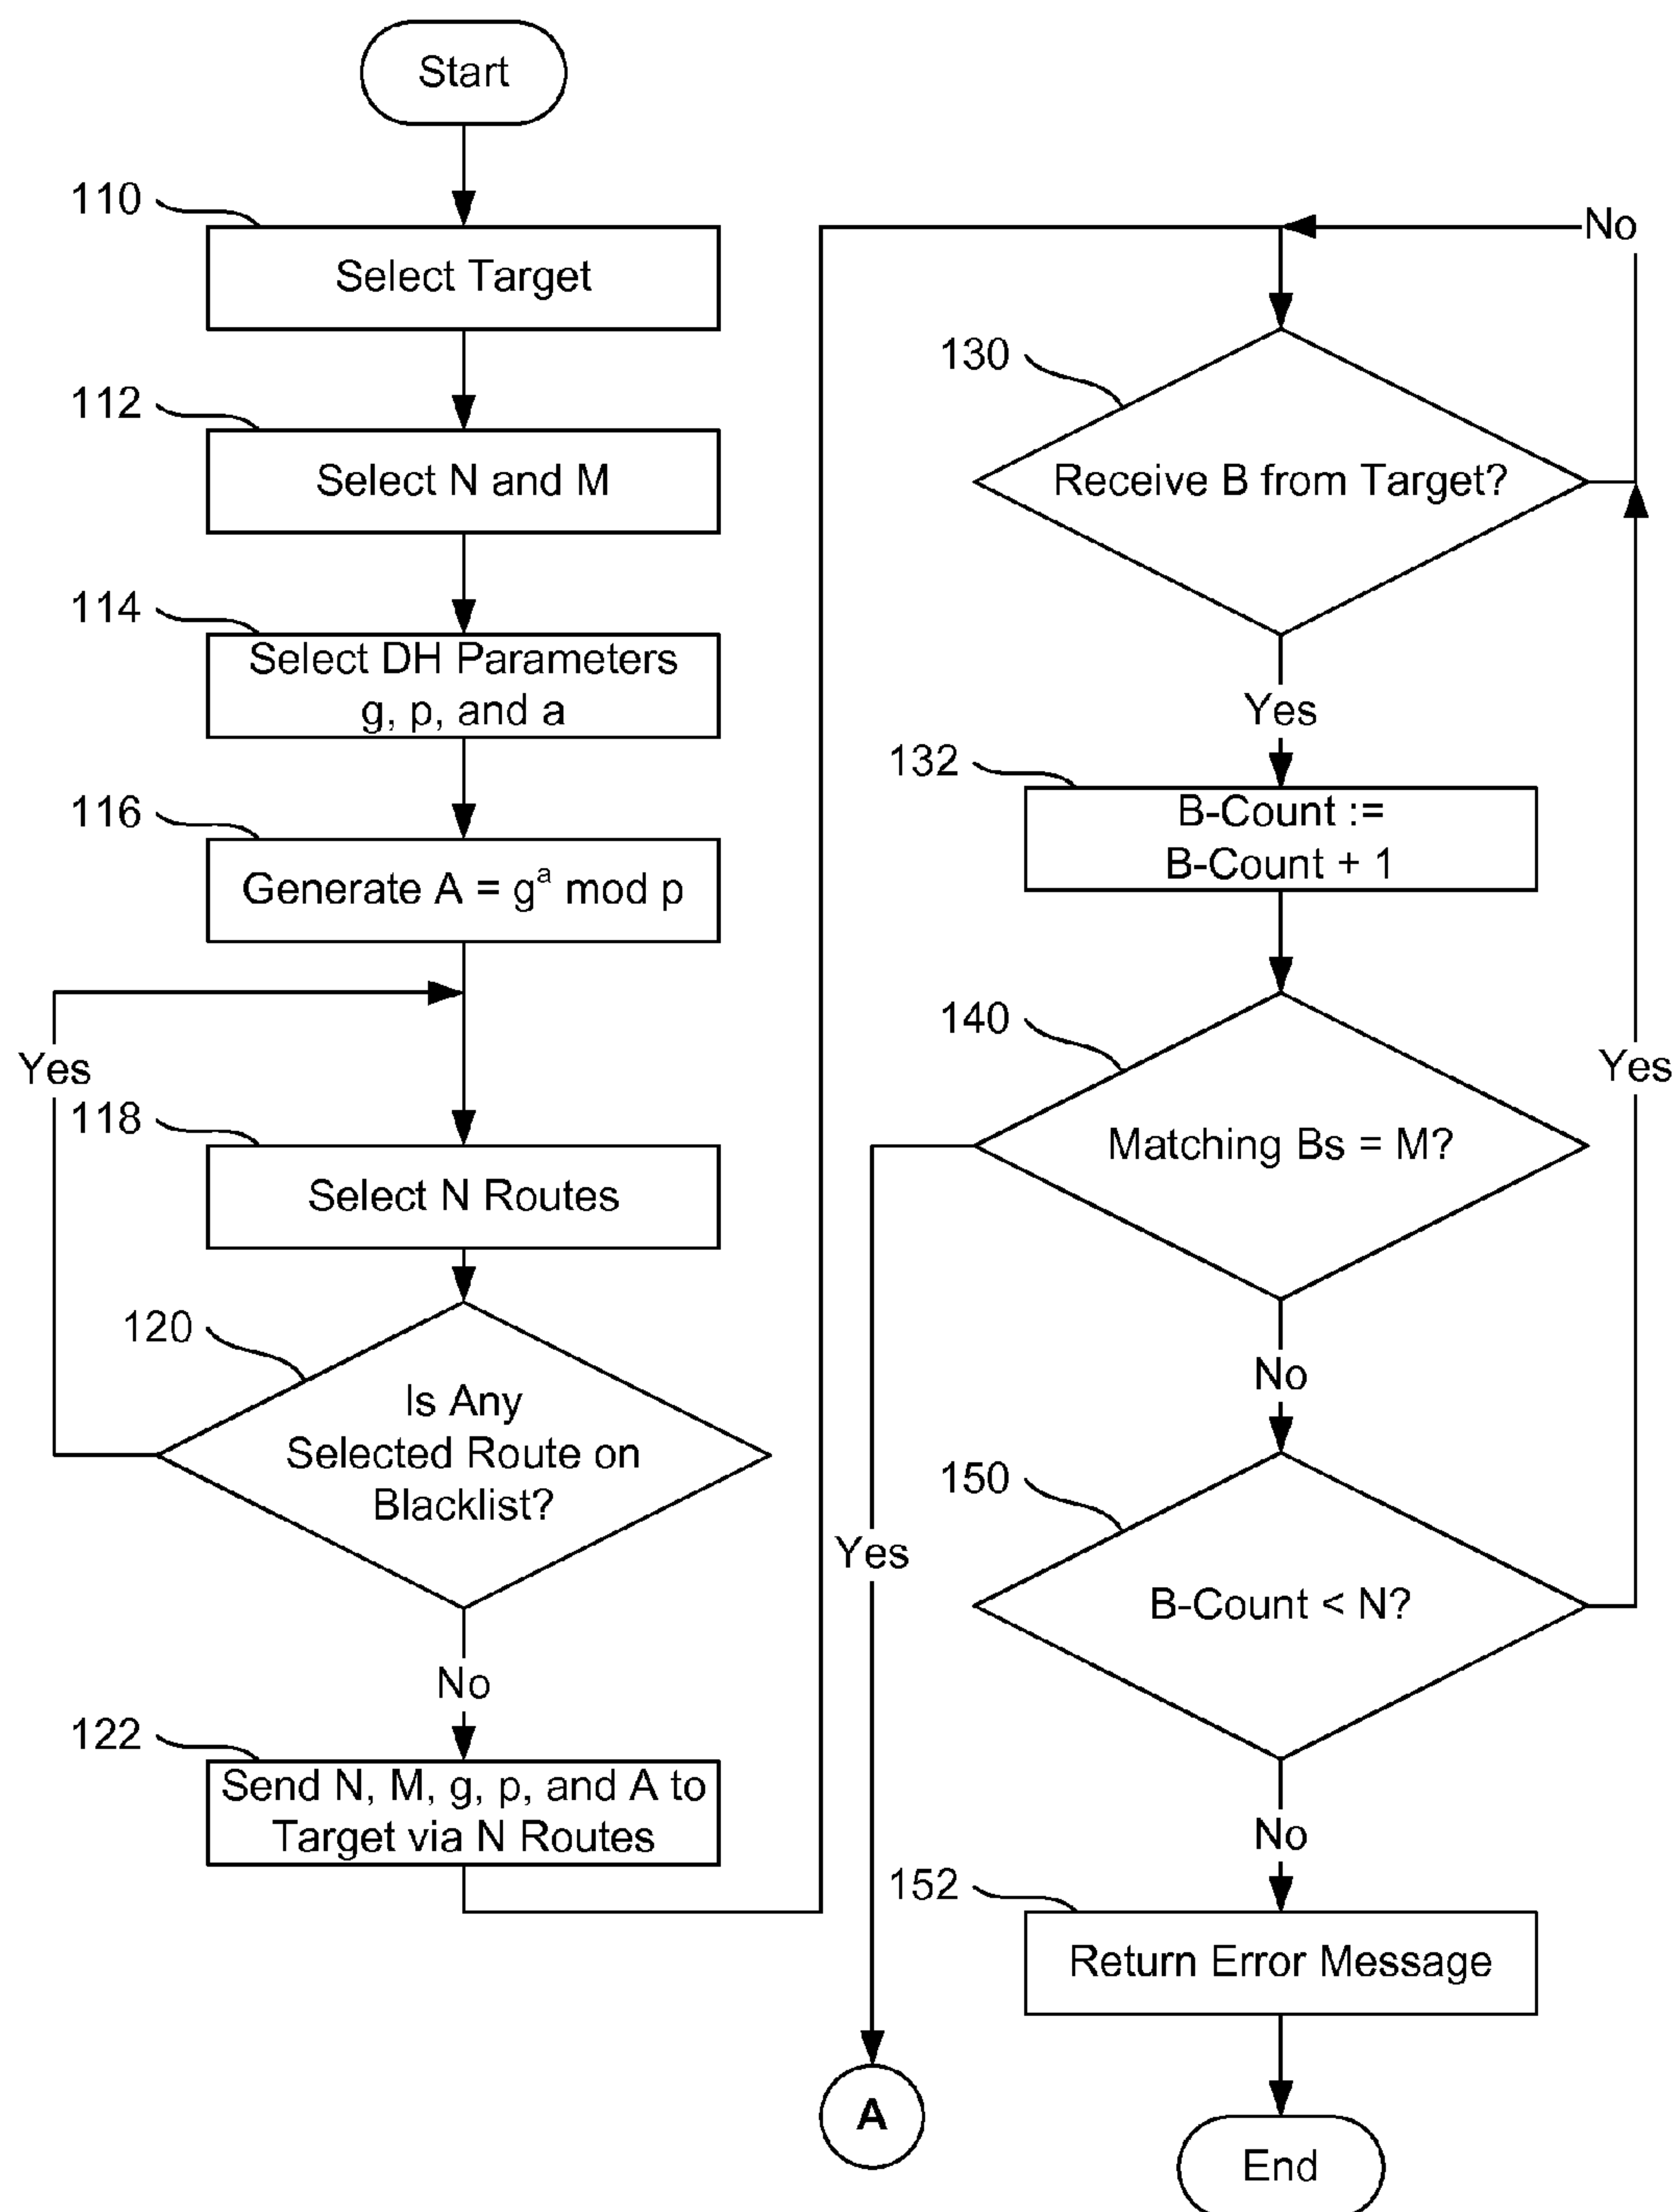 Start
110
Select Target
112
Select N and M
114
Select DH Parameters
g, p, and a
116
Generate A = gᵃ mod p
Yes
118
Select N Routes
120
Is Any
Selected Route on
Blacklist?
No
122
Send N, M, g, p, and A to
Target via N Routes
No
130
Receive B from Target?
Yes
132
B-Count :=
B-Count + 1
140
Matching Bs = M?
Yes
Yes
No
150
B-Count < N?
No
152
Return Error Message
A
End